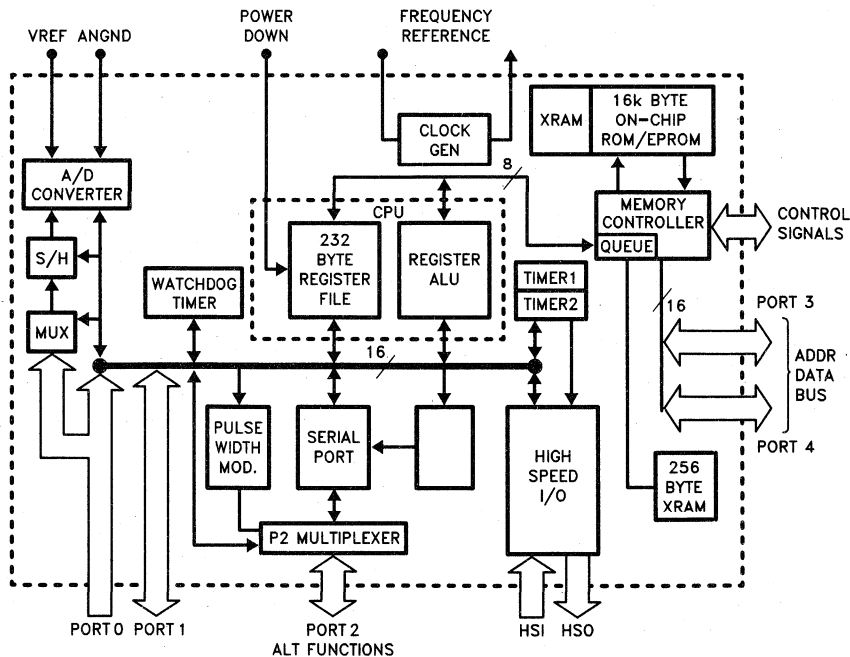 VREF ANGND
POWER
DOWN
FREQUENCY
REFERENCE
CLOCK
GEN
XRAM
16k BYTE
ON-CHIP
ROM/EPROM
A/D
CONVERTER
8
CPU
MEMORY
CONTROLLER
QUEUE
CONTROL
SIGNALS
S/H
232
BYTE
REGISTER
FILE
REGISTER
ALU
WATCHDOG
TIMER
TIMER1
TIMER2
MUX
16
16
PORT 3
ADDR
DATA
BUS
PORT 4
PULSE
WIDTH
MOD.
SERIAL
PORT
HIGH
SPEED
I/O
256
BYTE
XRAM
P2 MULTIPLEXER
PORT 0 PORT 1
PORT 2
ALT FUNCTIONS
HSI HSO